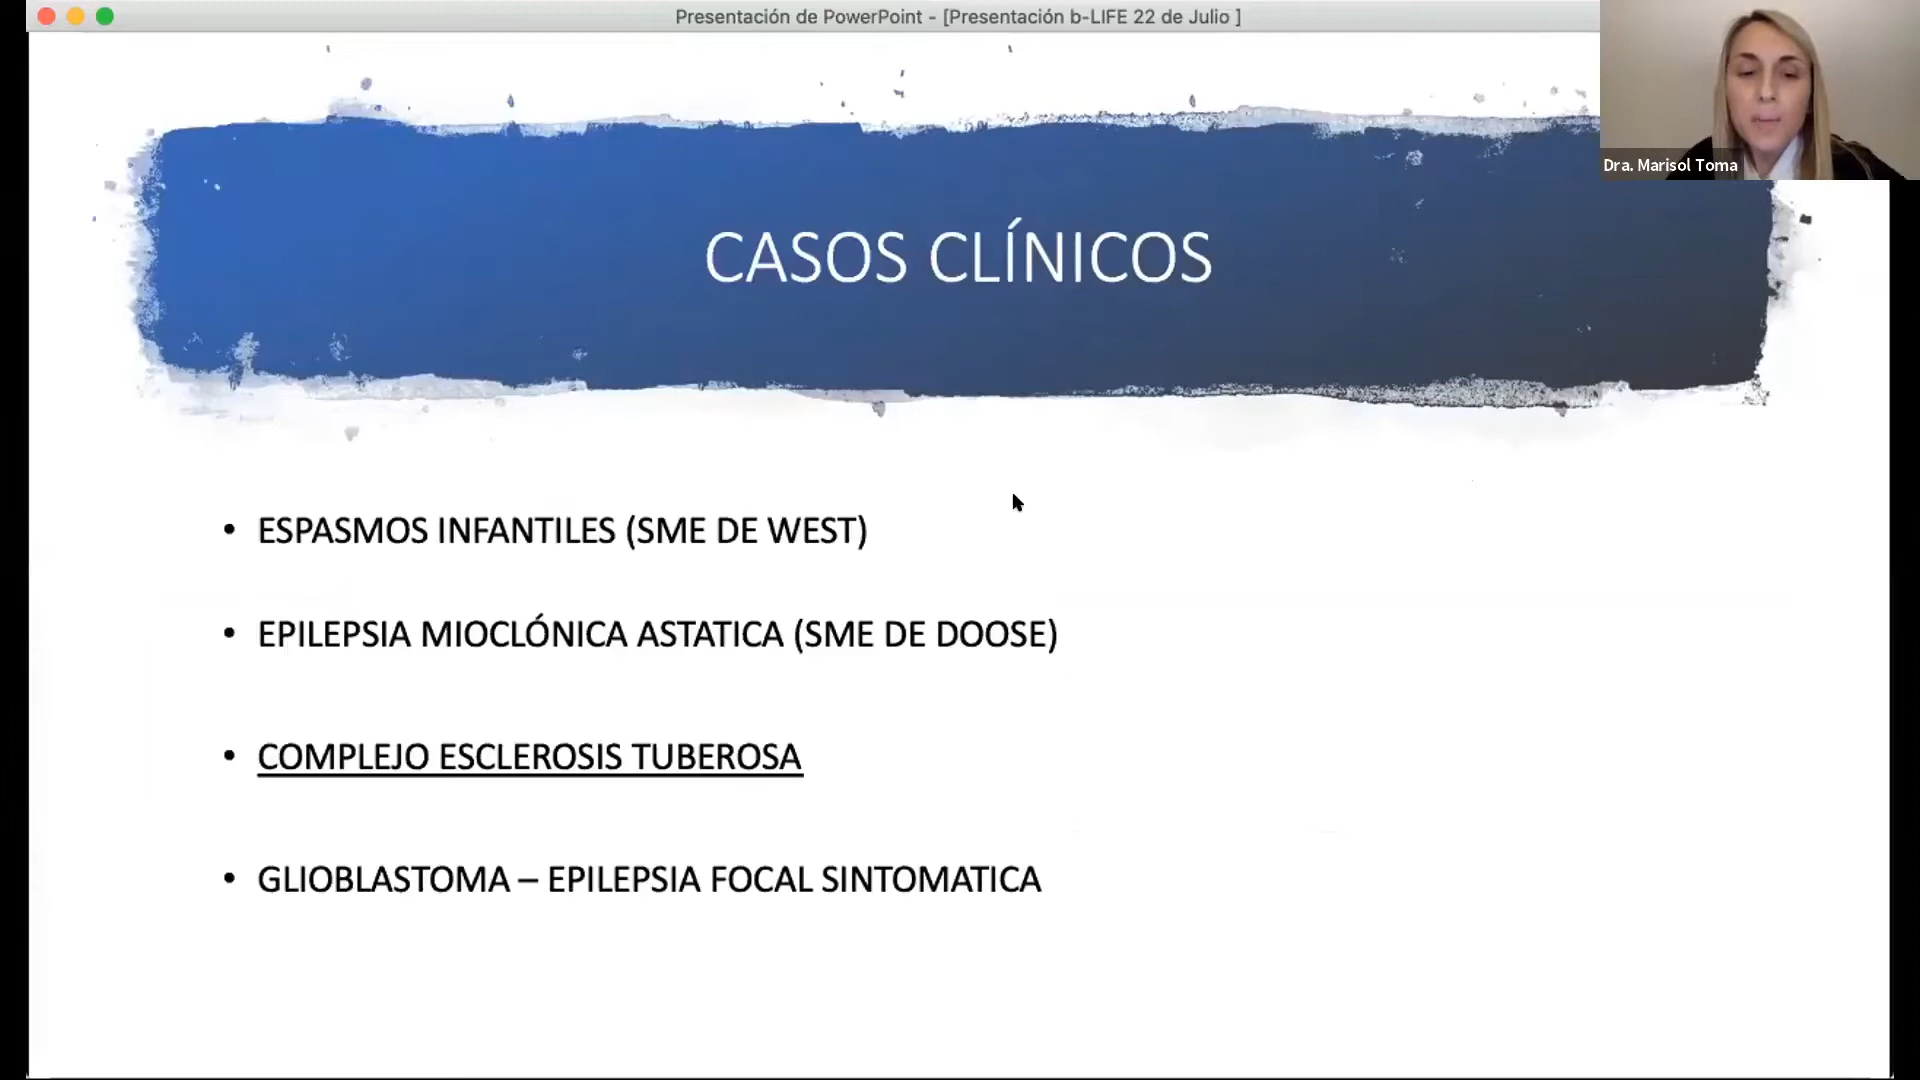 Presentación de PowerPoint - [Presentación b-LIFE 22 de Julio ]
Dra. Marisol Toma
CASOS CLÍNICOS
• ESPASMOS INFANTILES (SME DE WEST)
• EPILEPSIA MIOCLÓNICA ASTATICA (SME DE DOOSE)
• COMPLEJO ESCLEROSIS TUBEROSA
• GLIOBLASTOMA – EPILEPSIA FOCAL SINTOMATICA